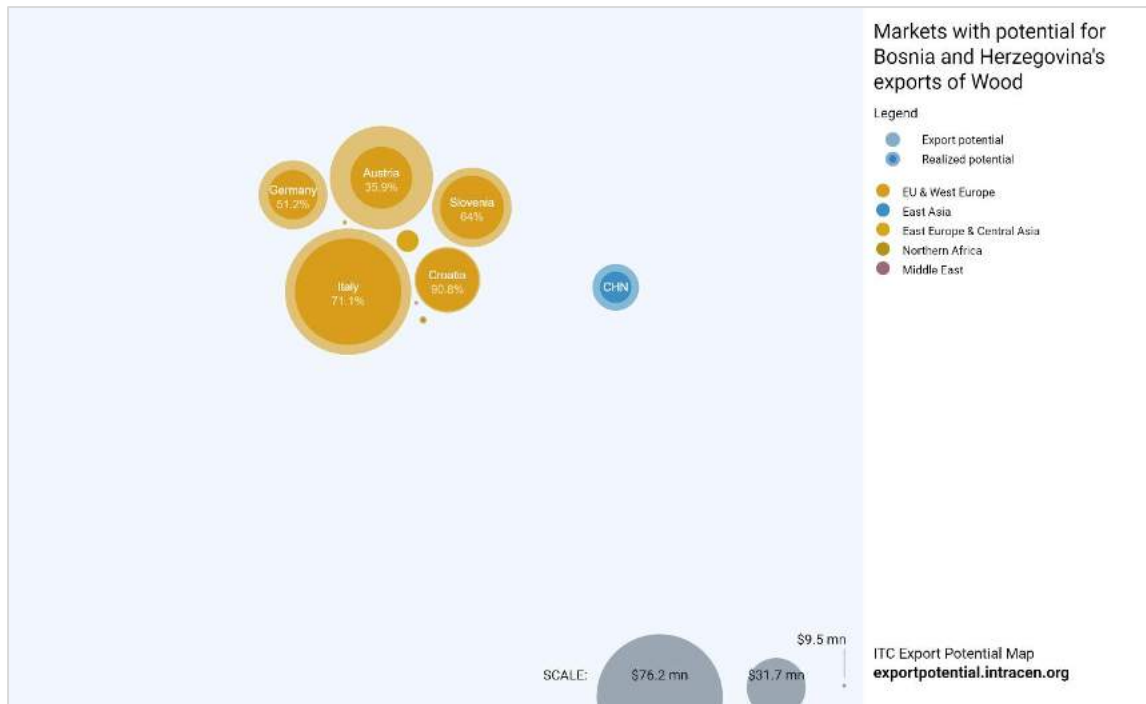 Markets with potential for
Bosnia and Herzegovina's
exports of Wood
Legend
Export potential
Realized potential
EU & West Europe
East Asia
East Europe & Central Asia
Northern Africa
Middle East
Austria
35.9%
Germany
51.2%
Slovenia
64%
Croatia
90.8%
Italy
71.1%
CHN
$9.5 mn
SCALE:
$76.2 mn
$31.7 mn
ITC Export Potential Map
exportpotential.intracen.org